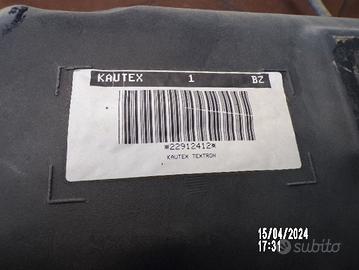 KAUTEX 1 BZ
*22912412*
KAUTEX TEXTRON
15/04/2024
17:31
subito